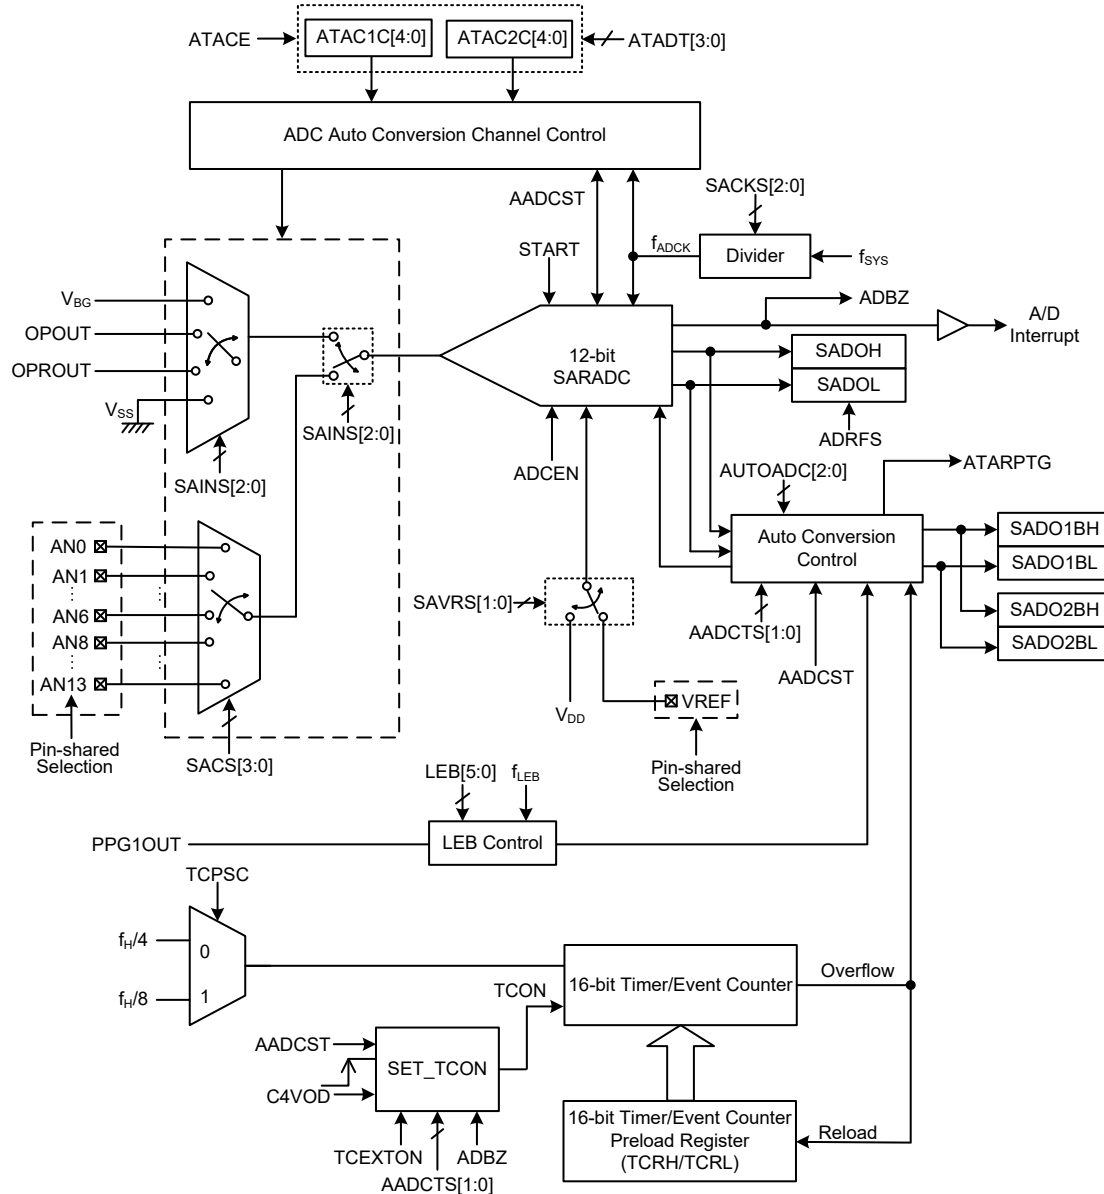 ATACE
ATAC1C[4:0]
ATAC2C[4:0]
ATADT[3:0]
ADC Auto Conversion Channel Control
AADCST
SACKS[2:0]
START
fADCK
Divider
fSYS
VBG
OPOUT
OPROUT
VSS
SAINS[2:0]
SAINS[2:0]
12-bit
SARADC
ADBZ
A/D
Interrupt
SADOH
SADOL
ADRFS
ADCEN
AUTOADC[2:0]
ATARPTG
Auto Conversion
Control
SADO1BH
SADO1BL
SADO2BH
SADO2BL
AN0
AN1
AN6
AN8
AN13
Pin-shared
Selection
SACS[3:0]
SAVRS[1:0]
VDD
VREF
Pin-shared
Selection
AADCTS[1:0]
AADCST
LEB[5:0]
fLEB
PPG1OUT
LEB Control
TCPSC
fH/4
0
fH/8
1
16-bit Timer/Event Counter
Overflow
TCON
AADCST
C4VOD
SET_TCON
TCEXTON
AADCTS[1:0]
ADBZ
16-bit Timer/Event Counter
Preload Register
(TCRH/TCRL)
Reload